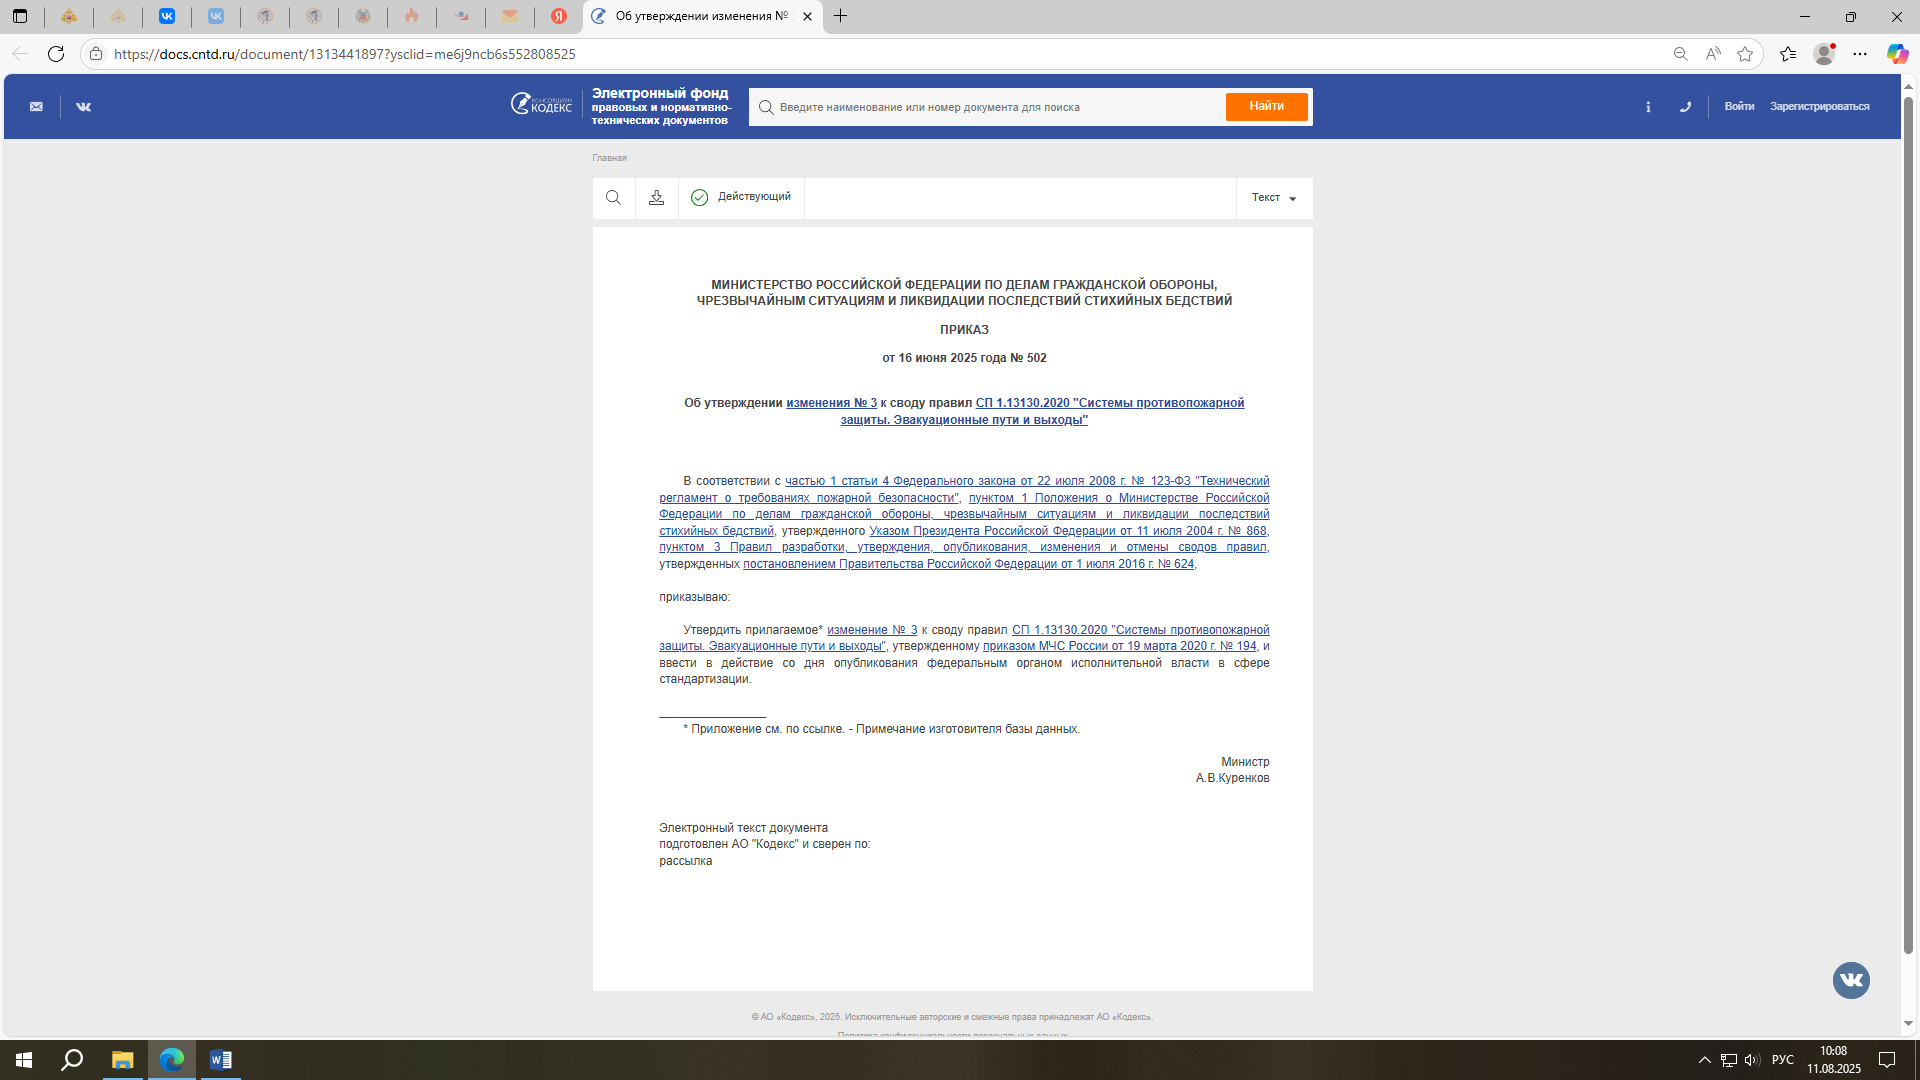 Об утверждении изменения №
https://docs.cntd.ru/document/1313441897?ysclid=me6j9ncb6s552808525
КОНСОРЦИУМ
КОДЕКС
Электронный фонд
правовых и нормативно-
технических документов
Введите наименование или номер документа для поиска
Найти
Войти
Зарегистрироваться
Главная
Действующий
Текст
МИНИСТЕРСТВО РОССИЙСКОЙ ФЕДЕРАЦИИ ПО ДЕЛАМ ГРАЖДАНСКОЙ ОБОРОНЫ,
ЧРЕЗВЫЧАЙНЫМ СИТУАЦИЯМ И ЛИКВИДАЦИИ ПОСЛЕДСТВИЙ СТИХИЙНЫХ БЕДСТВИЙ
ПРИКАЗ
от 16 июня 2025 года № 502
Об утверждении изменения № 3 к своду правил СП 1.13130.2020 "Системы противопожарной
защиты. Эвакуационные пути и выходы"
В соответствии с частью 1 статьи 4 Федерального закона от 22 июля 2008 г. № 123-ФЗ "Технический
регламент о требованиях пожарной безопасности", пунктом 1 Положения о Министерстве Российской
Федерации по делам гражданской обороны, чрезвычайным ситуациям и ликвидации последствий
стихийных бедствий, утвержденного Указом Президента Российской Федерации от 11 июля 2004 г. № 868,
пунктом 3 Правил разработки, утверждения, опубликования, изменения и отмены сводов правил,
утвержденных постановлением Правительства Российской Федерации от 1 июля 2016 г. № 624,
приказываю:
Утвердить прилагаемое* изменение № 3 к своду правил СП 1.13130.2020 "Системы противопожарной
защиты. Эвакуационные пути и выходы", утвержденному приказом МЧС России от 19 марта 2020 г. № 194, и
ввести в действие со дня опубликования федеральным органом исполнительной власти в сфере
стандартизации.
* Приложение см. по ссылке. - Примечание изготовителя базы данных.
Министр
А.В.Куренков
Электронный текст документа
подготовлен АО "Кодекс" и сверен по:
рассылка
© АО «Кодекс», 2025. Исключительные авторские и смежные права принадлежат АО «Кодекс».
Политика конфиденциальности персональных данных
РУС
10:08
11.08.2025